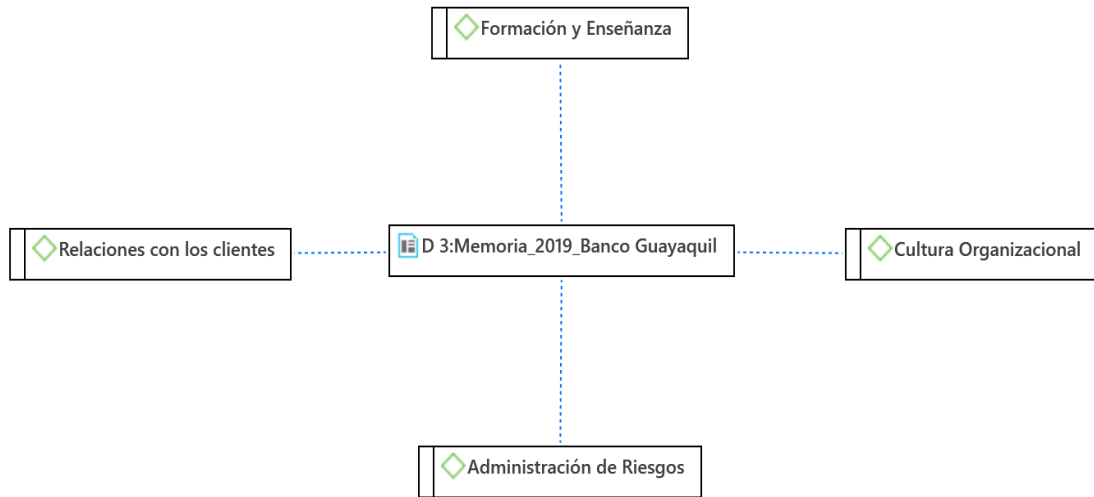 Formación y Enseñanza
Relaciones con los clientes
D 3:Memoria_2019_Banco Guayaquil
Cultura Organizacional
Administración de Riesgos